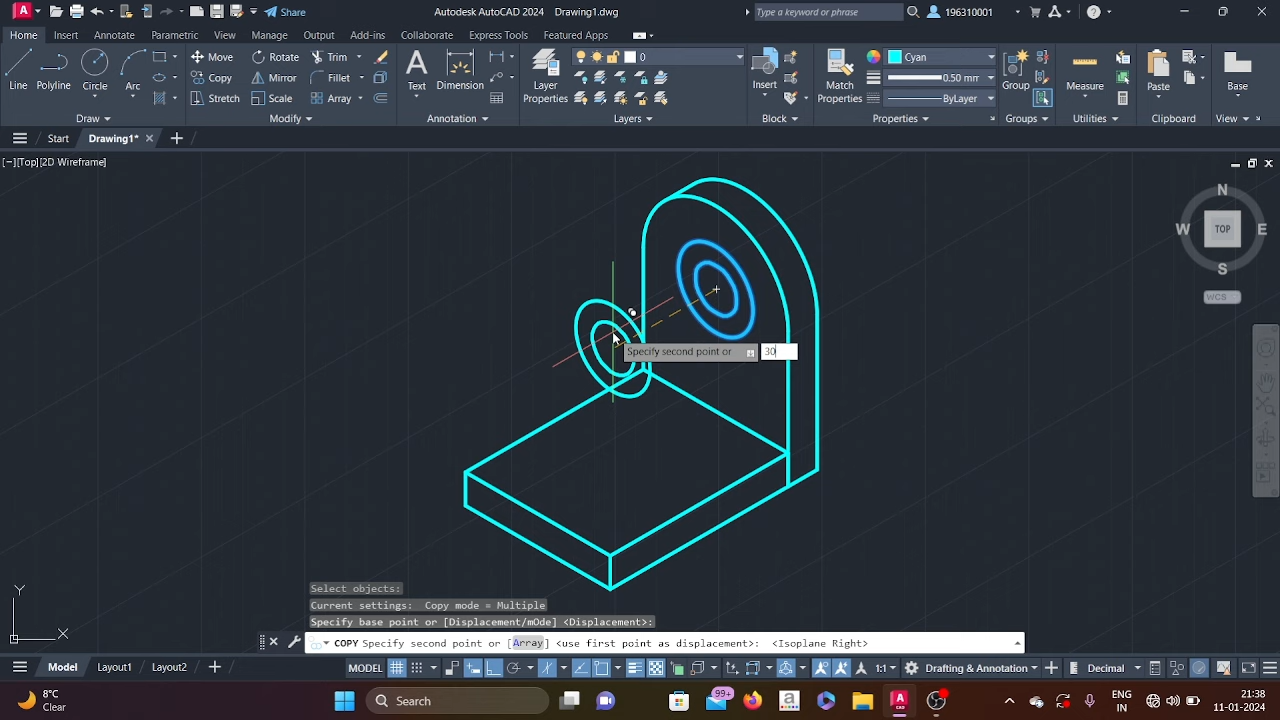 Share
Autodesk AutoCAD 2024 Drawing1.dwg
Type a keyword or phrase
196310001
Home Insert Annotate Parametric View Manage Output Add-ins Collaborate Express Tools Featured Apps
Line Polyline Circle Arc
Move Rotate Trim
Copy Mirror Fillet
Stretch Scale Array
Text Dimension
Layer Properties
0
Insert
Match Properties
Cyan
0.50 mm
ByLayer
Group
Measure
Paste
Base
Draw Modify Annotation Layers Block Properties Groups Utilities Clipboard View
Start Drawing1*
[−][Top][2D Wireframe]
N
W TOP E
S
WCS
Specify second point or 30
Y
X
Select objects:
Current settings: Copy mode = Multiple
Specify base point or [Displacement/mOde] <Displacement>:
COPY Specify second point or [Array] <use first point as displacement>: <Isoplane Right>
Model Layout1 Layout2
MODEL
1:1
Drafting & Annotation
Decimal
8°C
Clear
Search
99+
ENG
IN
21:39
11-01-2024